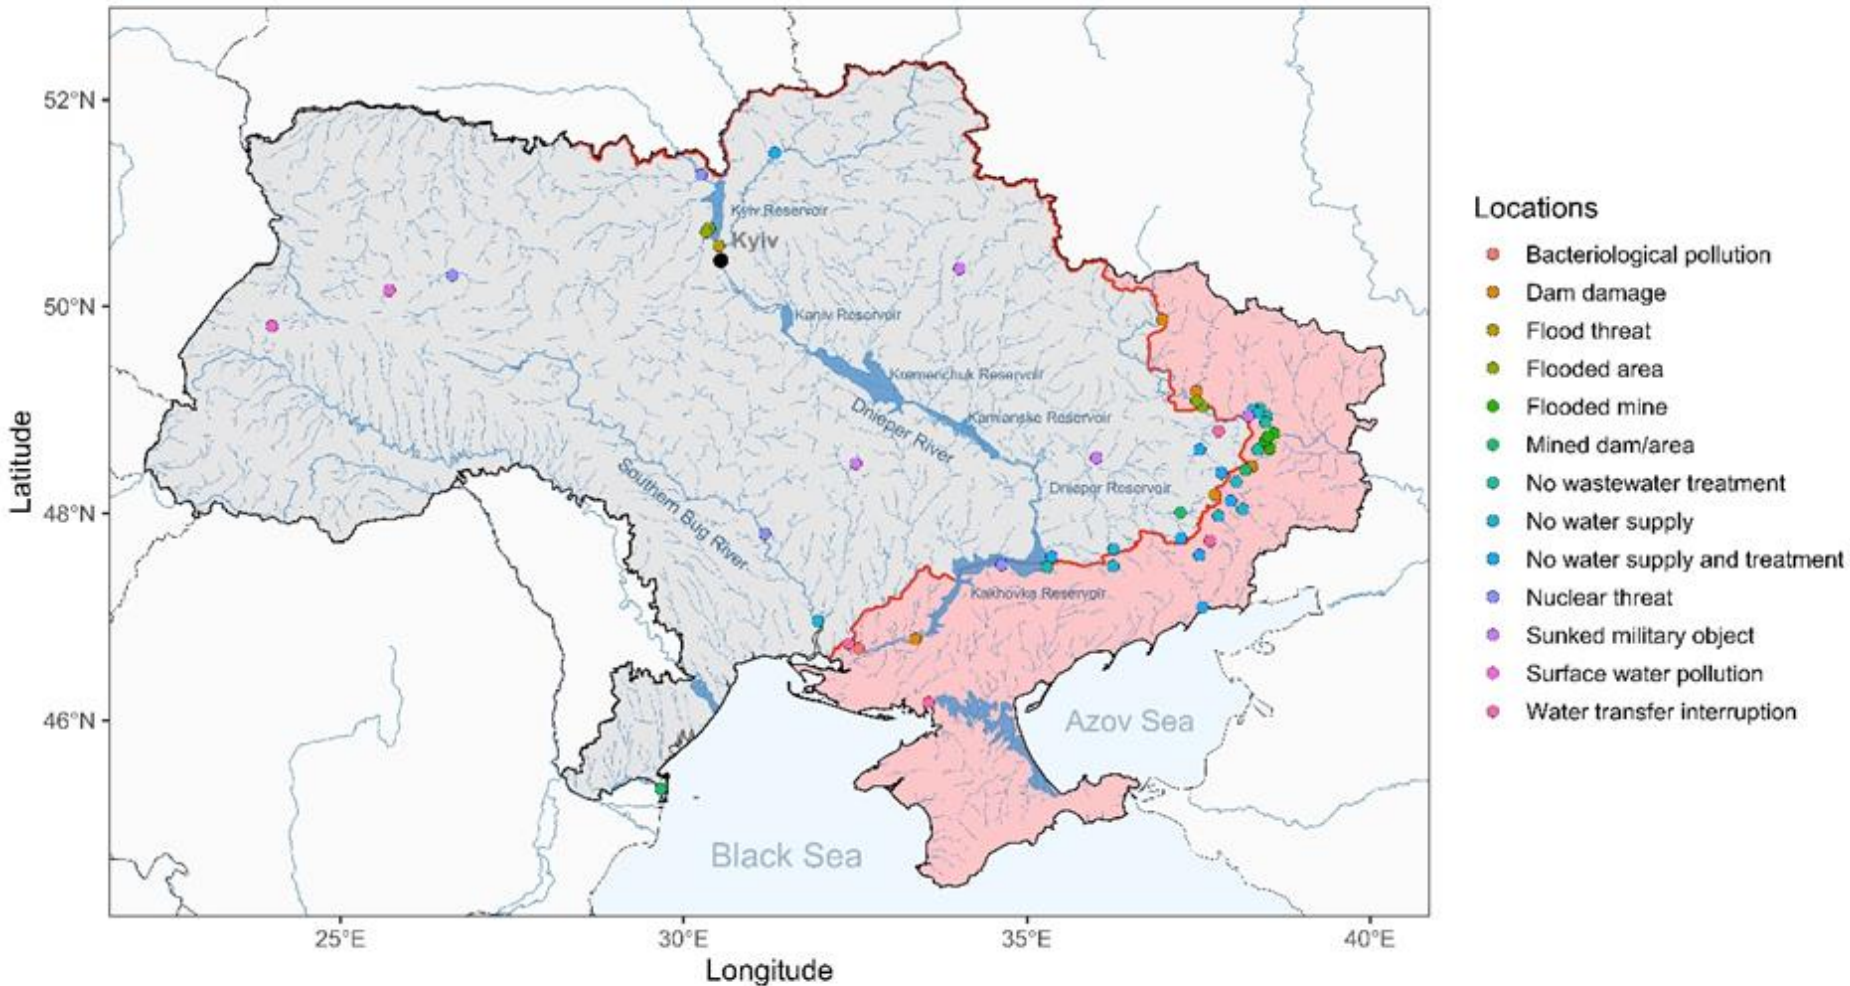 52°N
50°N
48°N
46°N
Latitude
25°E
30°E
35°E
40°E
Longitude
Kyiv Reservoir
Kyiv
Kaniv Reservoir
Kremenchuk Reservoir
Kamianske Reservoir
Dnieper River
Dnieper Reservoir
Southern Bug River
Kakhovka Reservoir
Azov Sea
Black Sea
Locations
Bacteriological pollution
Dam damage
Flood threat
Flooded area
Flooded mine
Mined dam/area
No wastewater treatment
No water supply
No water supply and treatment
Nuclear threat
Sunked military object
Surface water pollution
Water transfer interruption